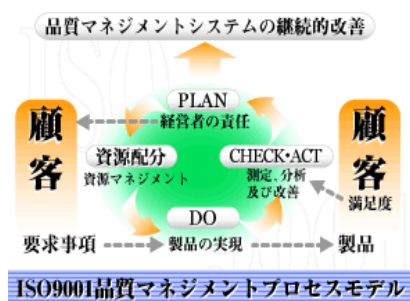 品質マネジメントシステムの継続的改善
PLAN
経営者の責任
顧客
顧客
資源配分
資源マネジメント
CHECK・ACT
測定、分析
及び改善
満足度
DO
要求事項
製品の実現
製品
ISO9001品質マネジメントプロセスモデル